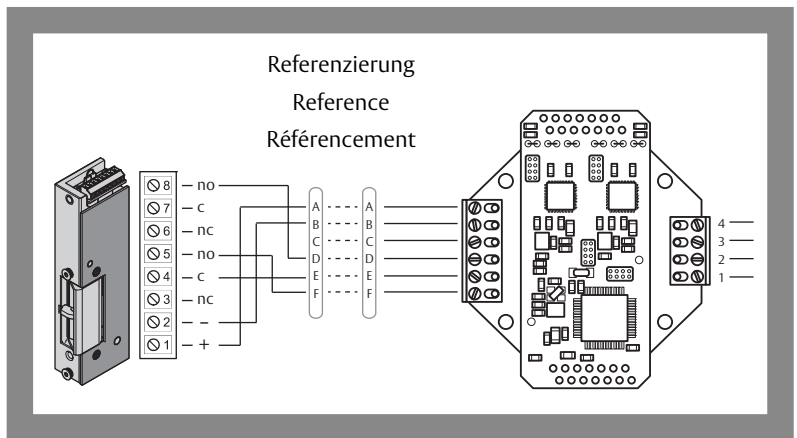 Referenzierung
Reference
Référencement
8 – no
7 – c
6 – nc
5 – no
4 – c
3 – nc
2 – –
1 – +
A A
B B
C C
D D
E E
F F
4
3
2
1